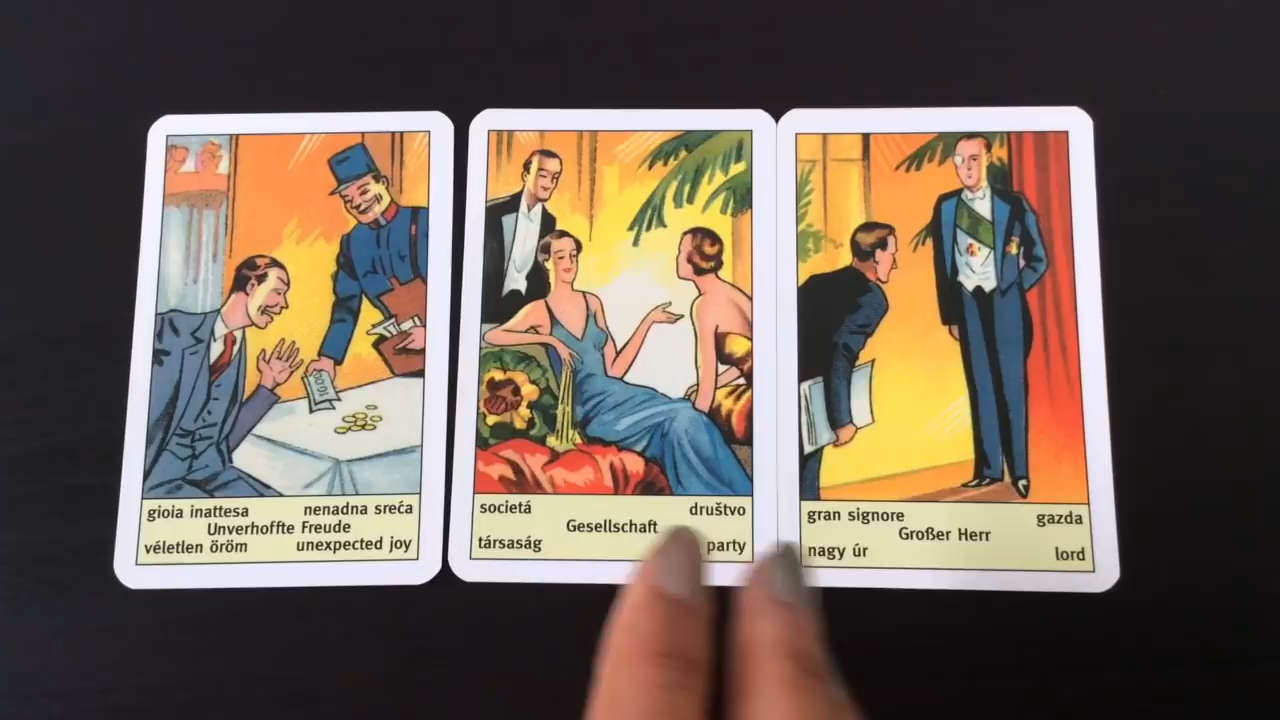 gioia inattesa nenadna sreća
Unverhoffte Freude
véletlen öröm unexpected joy
societá društvo
Gesellschaft
társaság party
gran signore gazda
Großer Herr
nagy úr lord